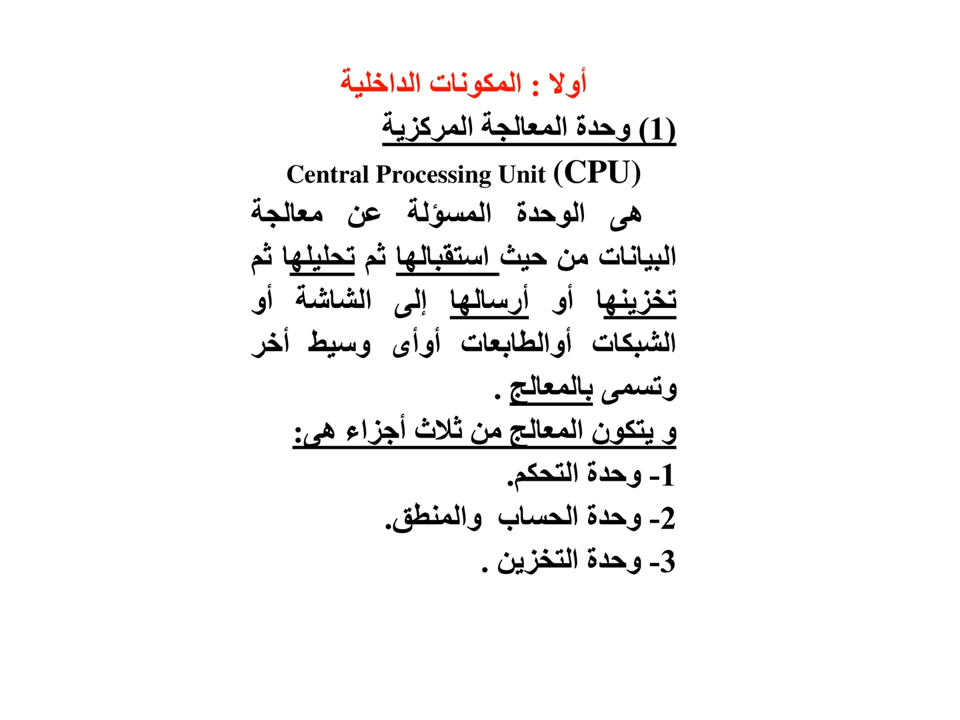 أولا : المكونات الداخلية
(1) وحدة المعالجة المركزية
Central Processing Unit (CPU)
هى الوحدة المسؤلة عن معالجة
البيانات من حيث استقبالها ثم تحليلها ثم
تخزينها أو أرسالها إلى الشاشة أو
الشبكات أوالطابعات أوأى وسيط أخر
وتسمى بالمعالج .
و يتكون المعالج من ثلاث أجزاء هى:
1- وحدة التحكم.
2- وحدة الحساب والمنطق.
3- وحدة التخزين .